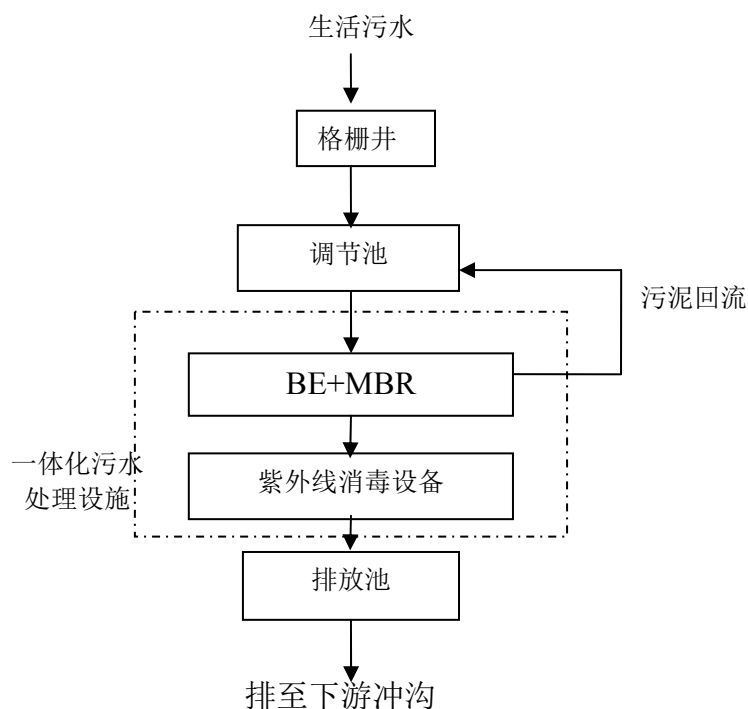 生活污水
格栅井
调节池
污泥回流
BE+MBR
一体化污水
处理设施
紫外线消毒设备
排放池
排至下游冲沟